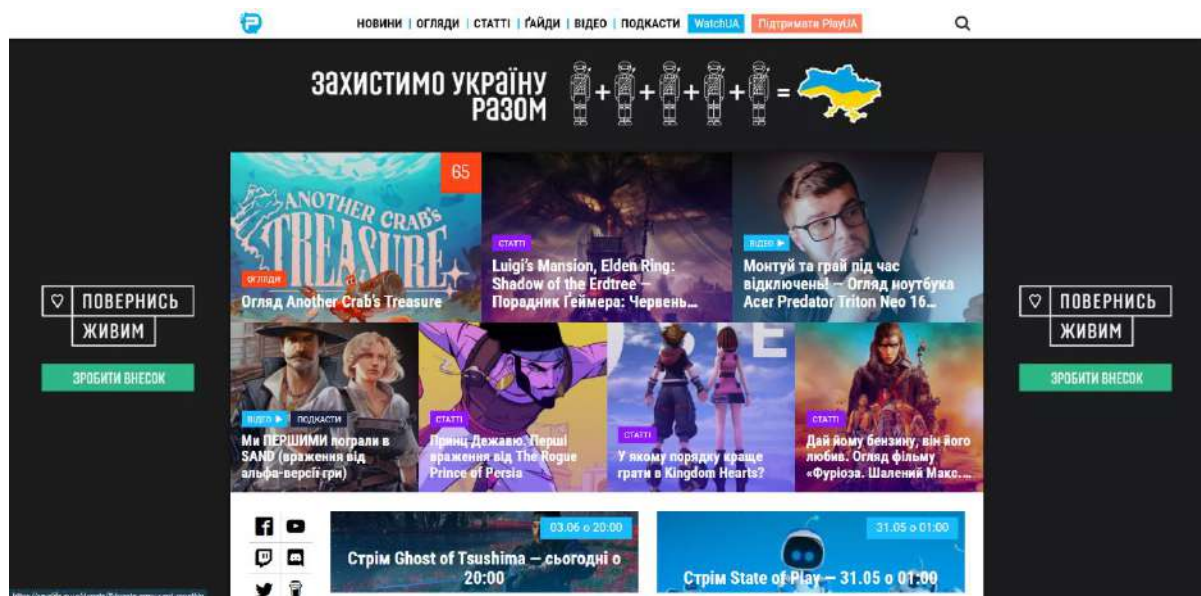 НОВИНИ | ОГЛЯДИ | СТАТТІ | ҐАЙДИ | ВІДЕО | ПОДКАСТИ WatchUA Підтримати PlayUA
ЗАХИСТИМО УКРАЇНУ
РАЗОМ
+ + + + =
65
ANOTHER CRAB'S
TREASURE
ОГЛЯДИ
Огляд Another Crab's Treasure
СТАТТІ
Luigi's Mansion, Elden Ring:
Shadow of the Erdtree —
Порадник Ґеймера: Червень...
ВІДЕО
Монтуй та грай під час
відключень! — Огляд ноутбука
Acer Predator Triton Neo 16...
ПОВЕРНИСЬ
ЖИВИМ
ЗРОБИТИ ВНЕСОК
ПОВЕРНИСЬ
ЖИВИМ
ЗРОБИТИ ВНЕСОК
ВІДЕО ПОДКАСТИ
Ми ПЕРШИМИ пограли в
SAND (враження від
альфа-версії гри)
СТАТТІ
Принц Державю. Перші
враження від The Rogue
Prince of Persia
O S E
СТАТТІ
У якому порядку краще
грати в Kingdom Hearts?
СТАТТІ
Дай йому бензину, він його
любив. Огляд фільму
«Фуріоза. Шалений Макс....
03.06 о 20:00
Стрім Ghost of Tsushima — сьогодні о
20:00
31.05 о 01:00
Стрім State of Play — 31.05 о 01:00